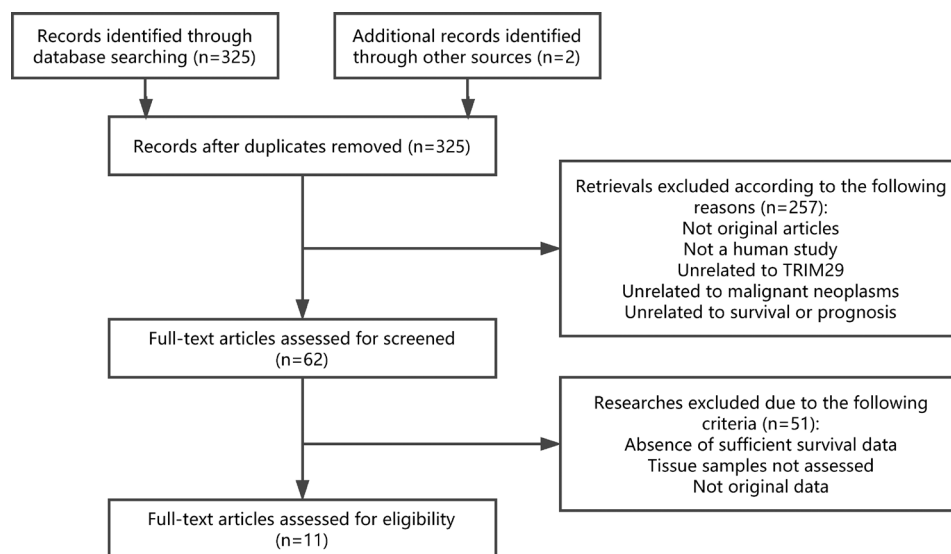 Records identified through
database searching (n=325)
Additional records identified
through other sources (n=2)
Records after duplicates removed (n=325)
Retrievals excluded according to the following
reasons (n=257):
Not original articles
Not a human study
Unrelated to TRIM29
Unrelated to malignant neoplasms
Unrelated to survival or prognosis
Full-text articles assessed for screened
(n=62)
Researches excluded due to the following
criteria (n=51):
Absence of sufficient survival data
Tissue samples not assessed
Not original data
Full-text articles assessed for eligibility
(n=11)